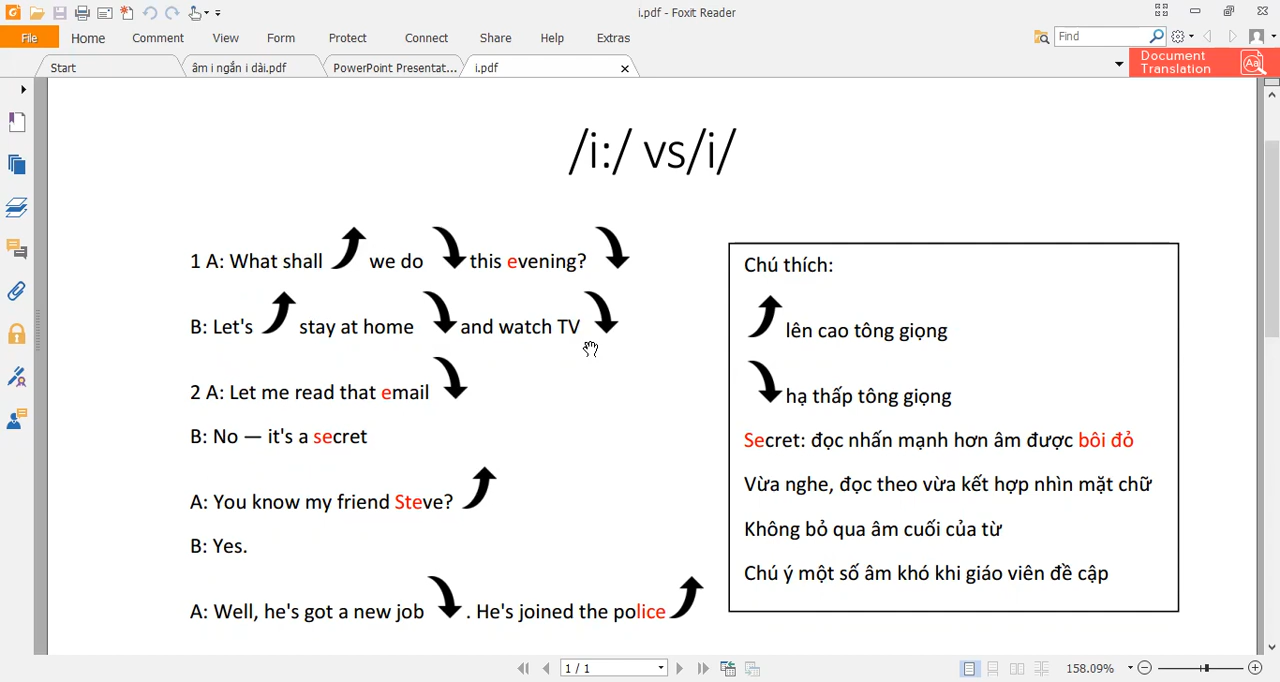 i.pdf - Foxit Reader
File Home Comment View Form Protect Connect Share Help Extras
Find
Start
âm i ngắn i dài.pdf
PowerPoint Presentat...
i.pdf
Document Translation
/i:/ vs/i/
1 A: What shall we do this evening?
B: Let's stay at home and watch TV
2 A: Let me read that email
B: No — it's a secret
A: You know my friend Steve?
B: Yes.
A: Well, he's got a new job . He's joined the police
Chú thích:
lên cao tông giọng
hạ thấp tông giọng
Secret: đọc nhấn mạnh hơn âm được bôi đỏ
Vừa nghe, đọc theo vừa kết hợp nhìn mặt chữ
Không bỏ qua âm cuối của từ
Chú ý một số âm khó khi giáo viên đề cập
1 / 1
158.09%